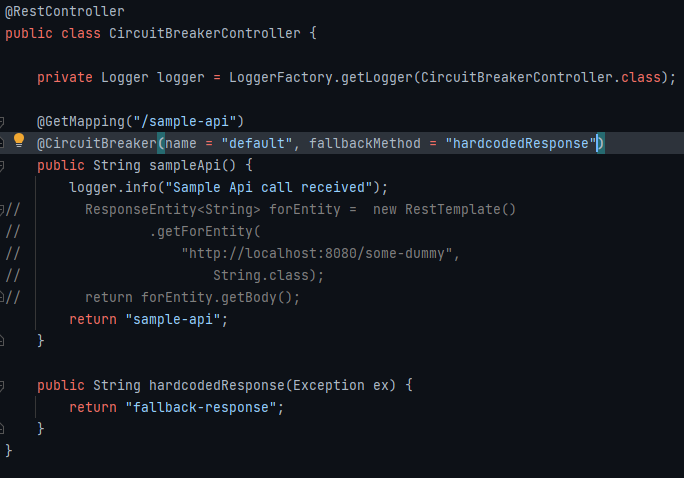 @RestController
public class CircuitBreakerController {
private Logger logger = LoggerFactory.getLogger(CircuitBreakerController.class);
@GetMapping("/sample-api")
@CircuitBreaker(name = "default", fallbackMethod = "hardcodedResponse")
public String sampleApi() {
logger.info("Sample Api call received");
//        ResponseEntity<String> forEntity =  new RestTemplate()
//                .getForEntity(
//                    "http://localhost:8080/some-dummy",
//                        String.class);
//        return forEntity.getBody();
return "sample-api";
}
public String hardcodedResponse(Exception ex) {
return "fallback-response";
}
}